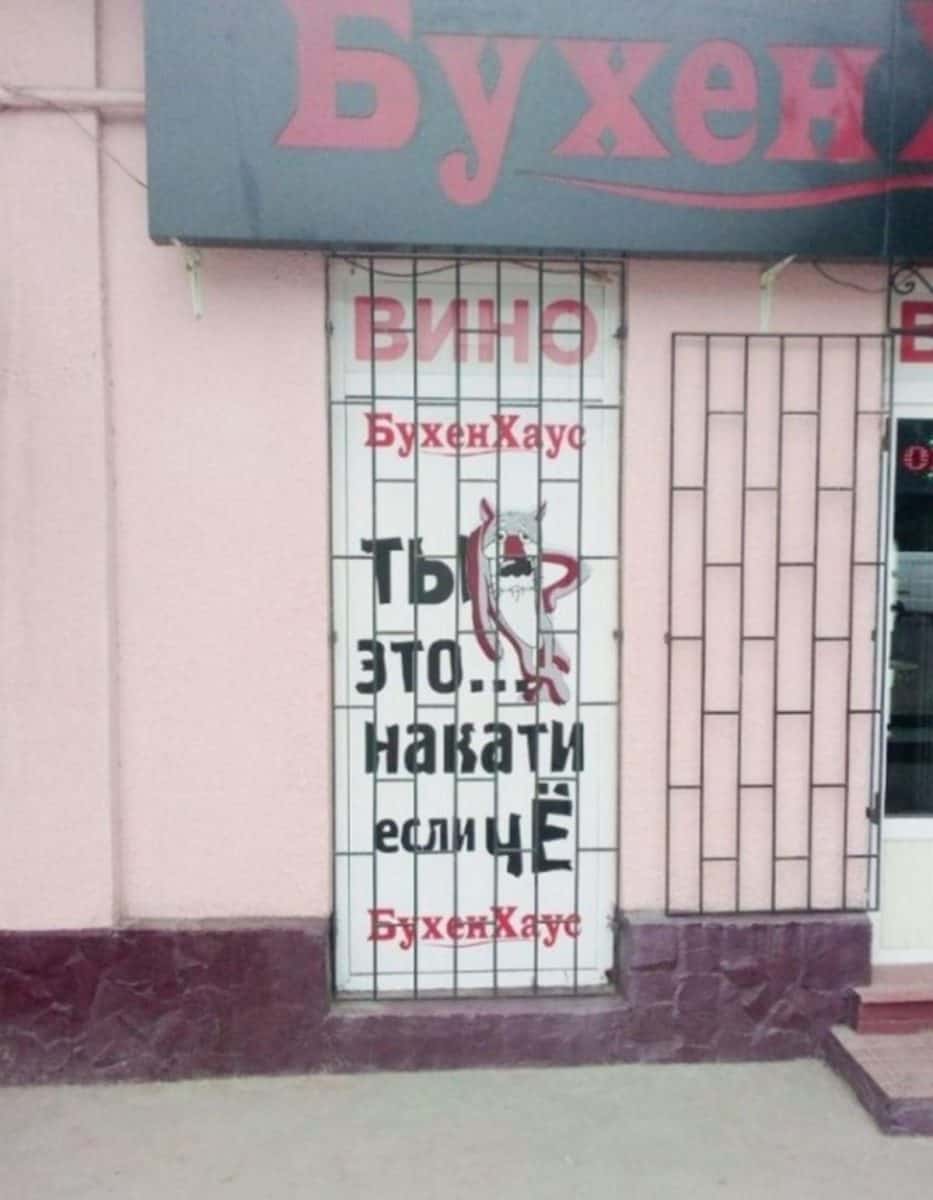 Бухен
ВИНО
БухенХаус
ТЫ
это...
накати
если чЁ
БухенХаус